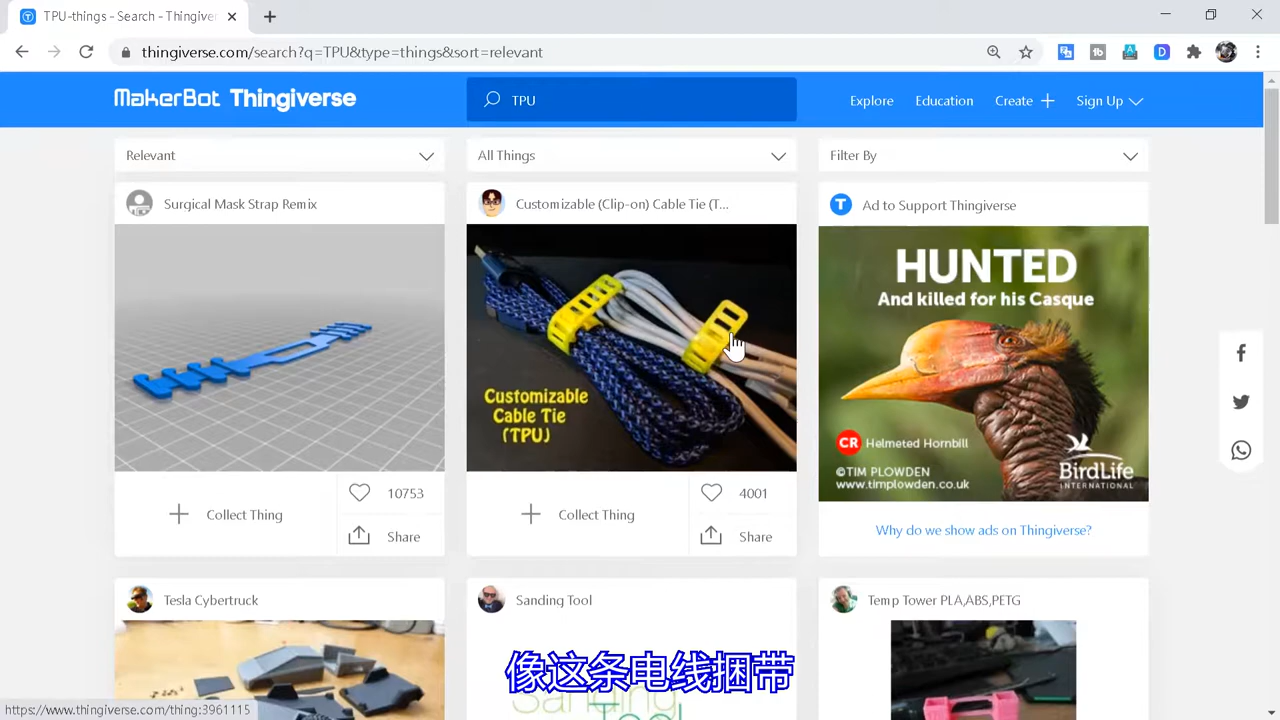 TPU-things - Search - Thingiver
thingiverse.com/search?q=TPU&type=things&sort=relevant
MakerBot Thingiverse
TPU
Explore
Education
Create
Sign Up
Relevant
All Things
Filter By
Surgical Mask Strap Remix
Customizable (Clip-on) Cable Tie (T...
Ad to Support Thingiverse
HUNTED
And killed for his Casque
Customizable
Cable Tie
(TPU)
CR Helmeted Hornbill
©TIM PLOWDEN
www.timplowden.co.uk
BirdLife
INTERNATIONAL
Collect Thing
10753
Share
Collect Thing
4001
Share
Why do we show ads on Thingiverse?
Tesla Cybertruck
Sanding Tool
Temp Tower PLA,ABS,PETG
像这条电线捆带
Sanding
Tool
https://www.thingiverse.com/thing:3961115